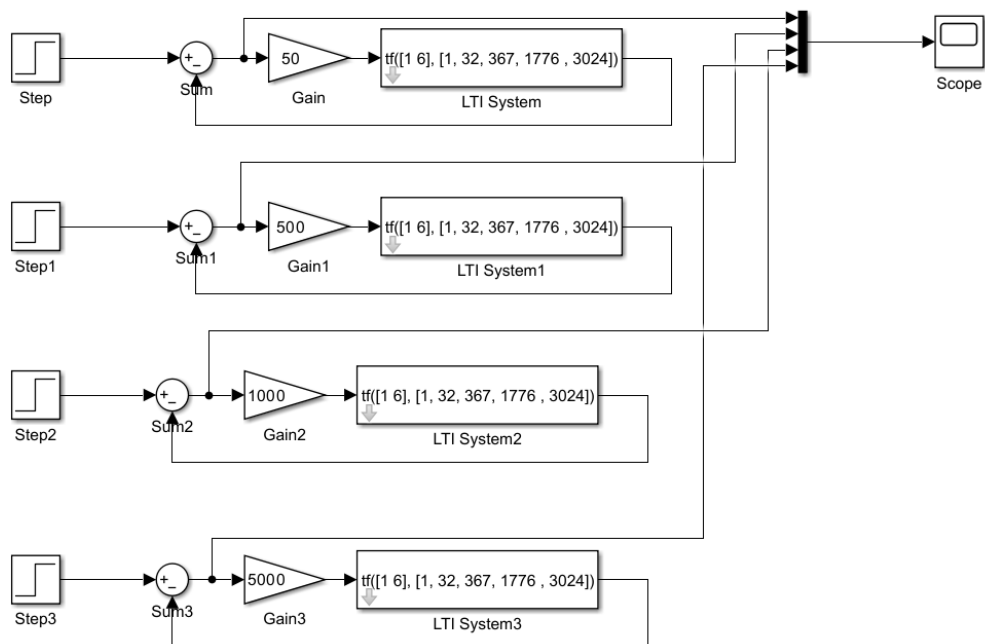 Step
+
−
Sum
50
Gain
tf([1 6], [1, 32, 367, 1776 , 3024])
LTI System
Scope
Step1
+
−
Sum1
500
Gain1
tf([1 6], [1, 32, 367, 1776 , 3024])
LTI System1
Step2
+
−
Sum2
1000
Gain2
tf([1 6], [1, 32, 367, 1776 , 3024])
LTI System2
Step3
+
−
Sum3
5000
Gain3
tf([1 6], [1, 32, 367, 1776 , 3024])
LTI System3